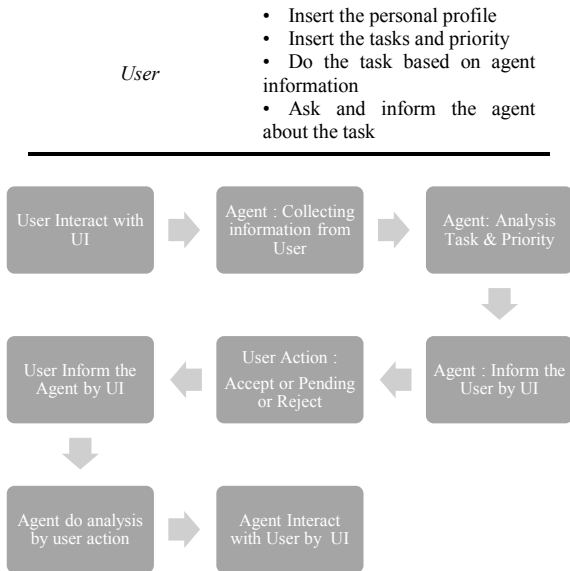 User
• Insert the personal profile
• Insert the tasks and priority
• Do the task based on agent
information
• Ask and inform the agent
about the task
User Interact with
UI
Agent : Collecting
information from
User
Agent: Analysis
Task & Priority
Agent : Inform the
User by UI
User Action :
Accept or Pending
or Reject
User Inform the
Agent by UI
Agent do analysis
by user action
Agent Interact
with User by UI